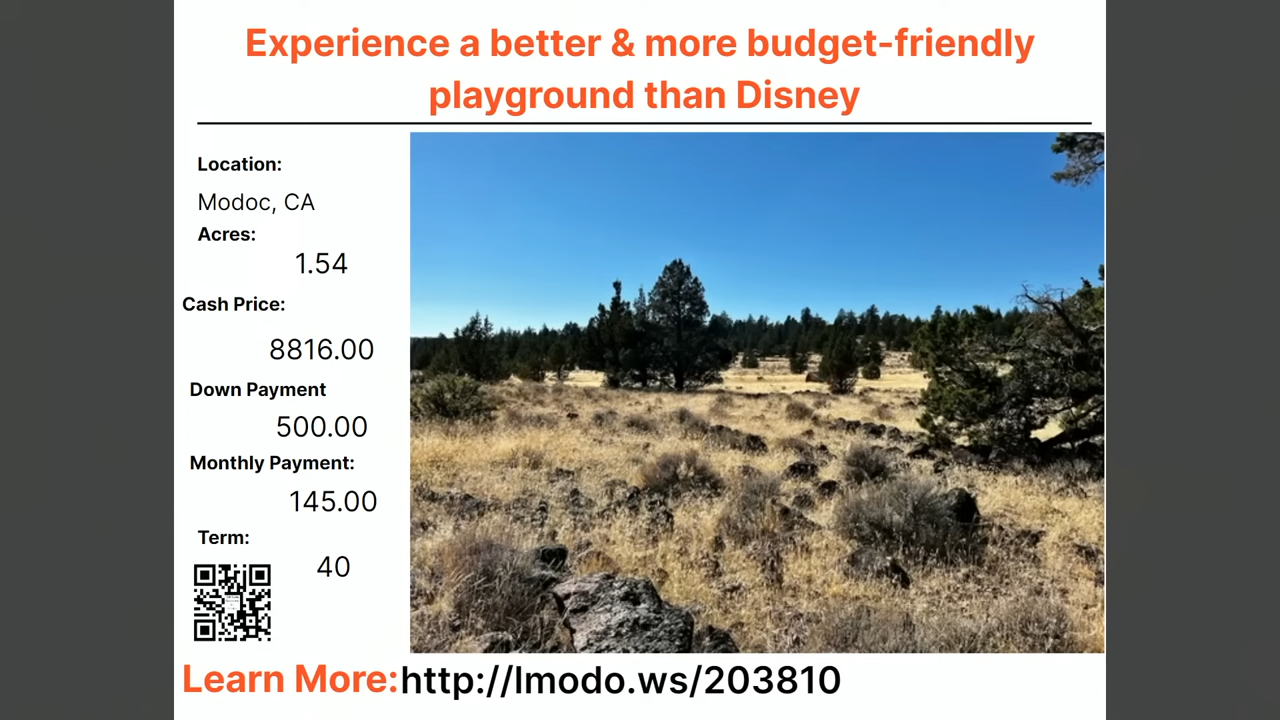 Experience a better & more budget-friendly
playground than Disney
Location:
Modoc, CA
Acres:
1.54
Cash Price:
8816.00
Down Payment
500.00
Monthly Payment:
145.00
Term:
40
Learn More:http://lmodo.ws/203810